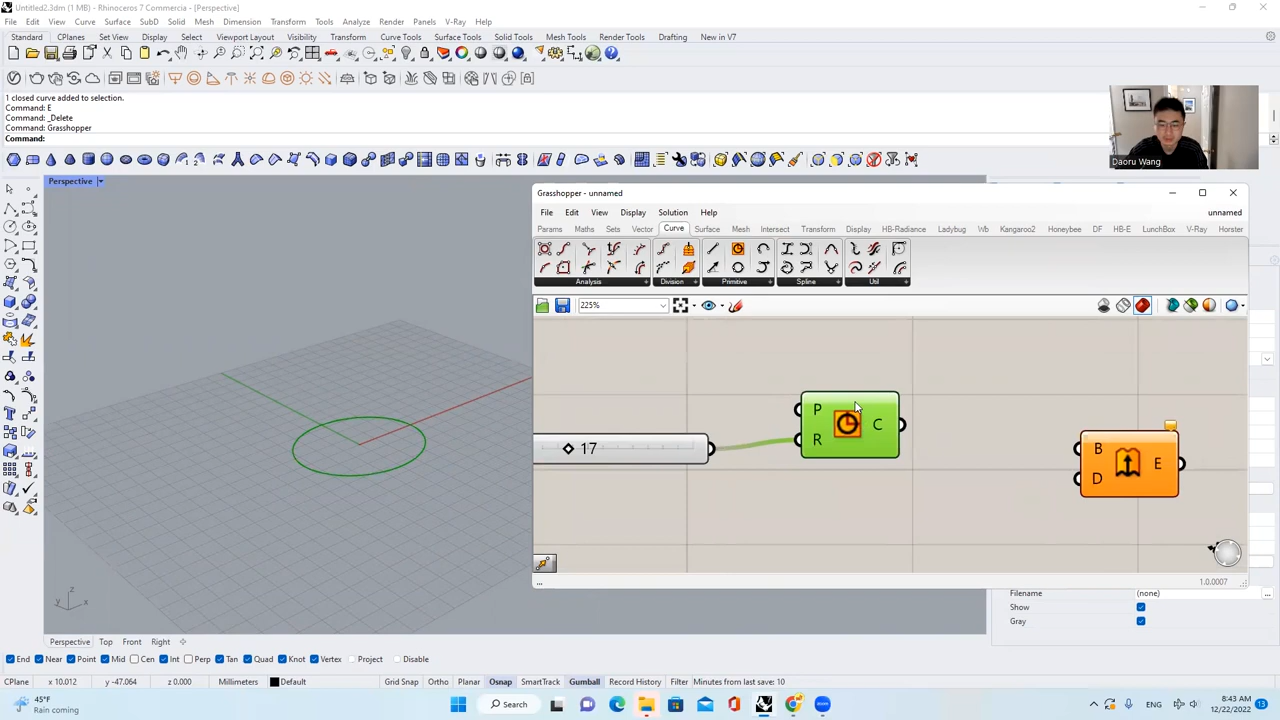 Untitled2.3dm (1 MB) - Rhinoceros 7 Commercia - [Perspective]
File Edit View Curve Surface SubD Solid Mesh Dimension Transform Tools Analyze Render Panels V-Ray Help
Standard CPlanes Set View Display Select Viewport Layout Visibility Transform Curve Tools Surface Tools Solid Tools Mesh Tools Render Tools Drafting New in V7
1 closed curve added to selection.
Command: E
Command: _Delete
Command: Grasshopper
Command:
Daoru Wang
Perspective
Grasshopper - unnamed
File Edit View Display Solution Help unnamed
Params Maths Sets Vector Curve Surface Mesh Intersect Transform Display HB-Radiance Ladybug Wb Kangaroo2 Honeybee DF HB-E LunchBox V-Ray Horster
Analysis Division Primitive Spline Util
225%
17
P
R
C
B
D
E
...
1.0.0007
z
y x
Filename (none) ...
Show
Gray
Perspective Top Front Right
End Near Point Mid Cen Int Perp Tan Quad Knot Vertex Project Disable
CPlane x 10.012 y -47.064 z 0.000 Millimeters Default Grid Snap Ortho Planar Osnap SmartTrack Gumball Record History Filter Minutes from last save: 10
45°F
Rain coming
Search
ENG
8:43 AM
12/22/2022
13